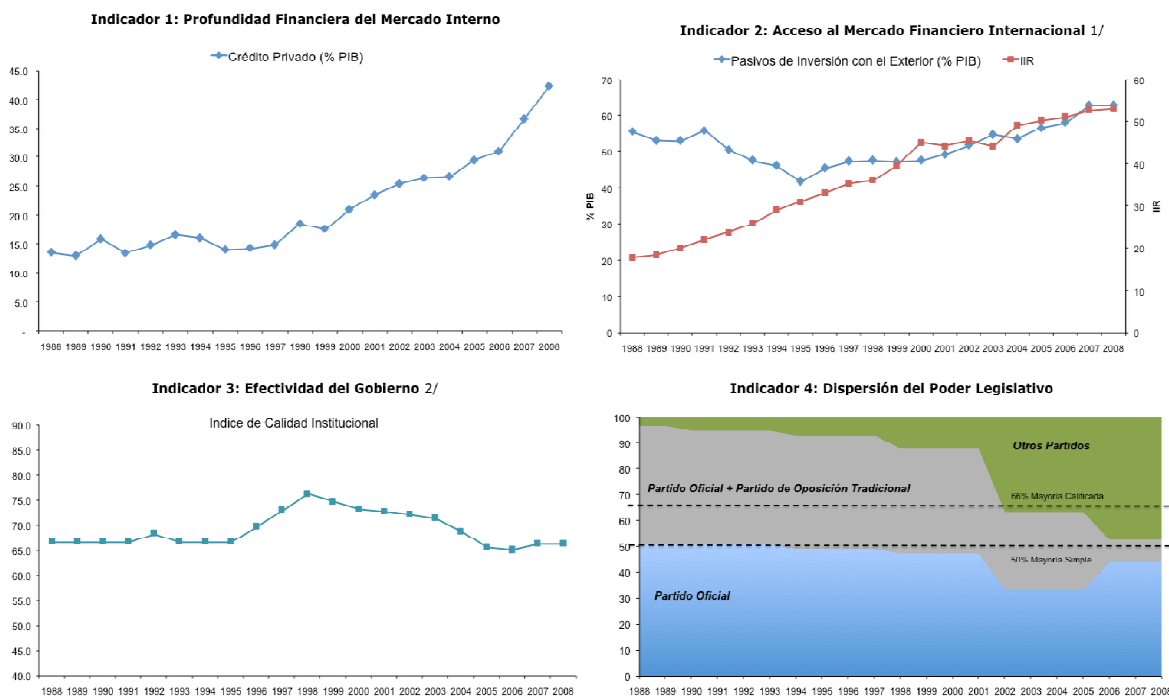 Indicador 1: Profundidad Financiera del Mercado Interno
Crédito Privado (% PIB)
45.0
40.0
35.0
30.0
25.0
20.0
15.0
10.0
5.0
-
1988 1989 1990 1991 1992 1993 1994 1995 1996 1997 1998 1999 2000 2001 2002 2003 2004 2005 2006 2007 2008
Indicador 2: Acceso al Mercado Financiero Internacional 1/
Pasivos de Inversión con el Exterior (% PIB) IIR
70
60
50
40
30
20
10
0
% PIB
60
50
40
30
20
10
0
IIR
1988 1989 1990 1991 1992 1993 1994 1995 1996 1997 1998 1999 2000 2001 2002 2003 2004 2005 2006 2007 2008
Indicador 3: Efectividad del Gobierno 2/
Indice de Calidad Institucional
90.0
85.0
80.0
75.0
70.0
65.0
60.0
55.0
50.0
45.0
40.0
1988 1989 1990 1991 1992 1993 1994 1995 1996 1997 1998 1999 2000 2001 2002 2003 2004 2005 2006 2007 2008
Indicador 4: Dispersión del Poder Legislativo
100
90
80
70
60
50
40
30
20
10
0
Otros Partidos
Partido Oficial + Partido de Oposición Tradicional
66% Mayoría Calificada
50% Mayoría Simple
Partido Oficial
1988 1989 1990 1991 1992 1993 1994 1995 1996 1997 1998 1999 2000 2001 2002 2003 2004 2005 2006 2007 2008